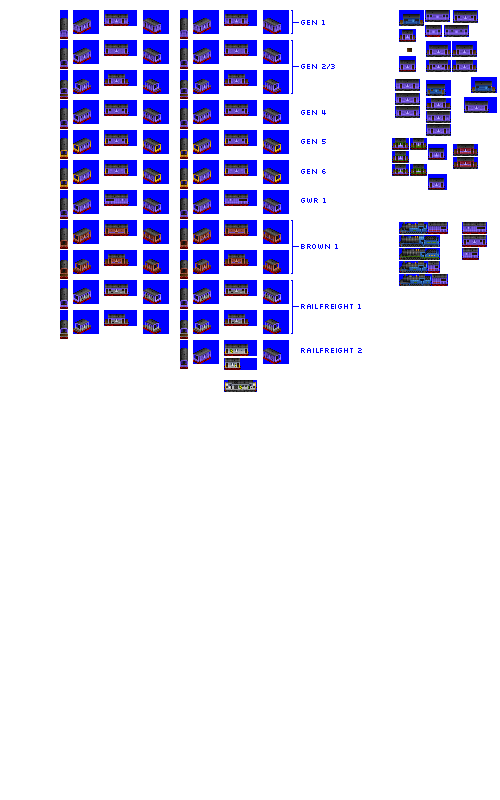 GEN 1
GEN 2/3
GEN 4
GEN 5
GEN 6
GWR 1
BROWN 1
RAILFREIGHT 1
RAILFREIGHT 2